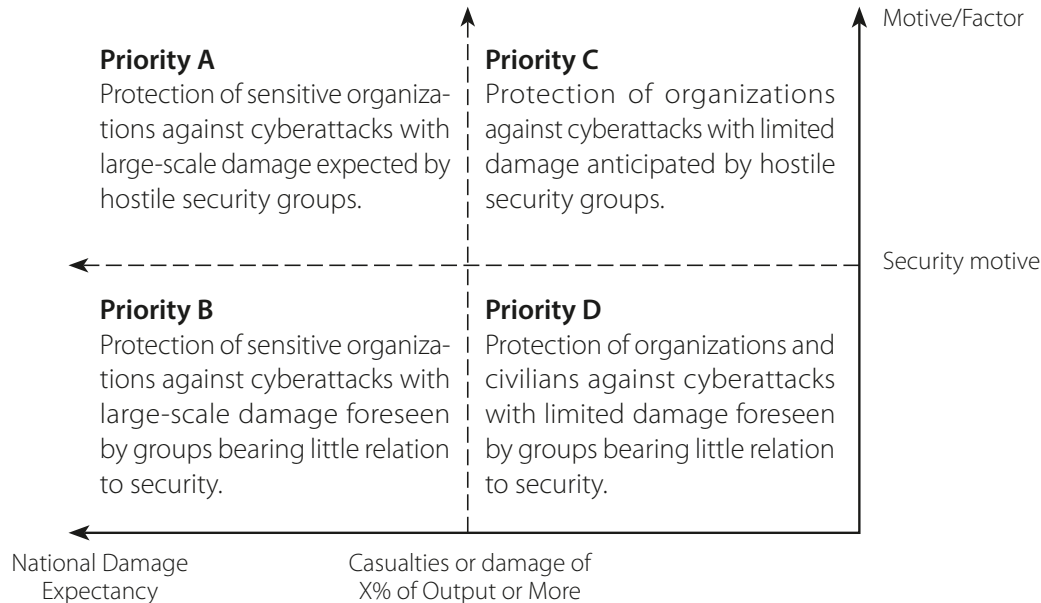 Motive/Factor
Priority A
Protection of sensitive organiza-
tions against cyberattacks with
large-scale damage expected by
hostile security groups.
Priority C
Protection of organizations
against cyberattacks with limited
damage anticipated by hostile
security groups.
Security motive
Priority B
Protection of sensitive organiza-
tions against cyberattacks with
large-scale damage foreseen
by groups bearing little relation
to security.
Priority D
Protection of organizations and
civilians against cyberattacks
with limited damage foreseen
by groups bearing little relation
to security.
National Damage
Expectancy
Casualties or damage of
X% of Output or More